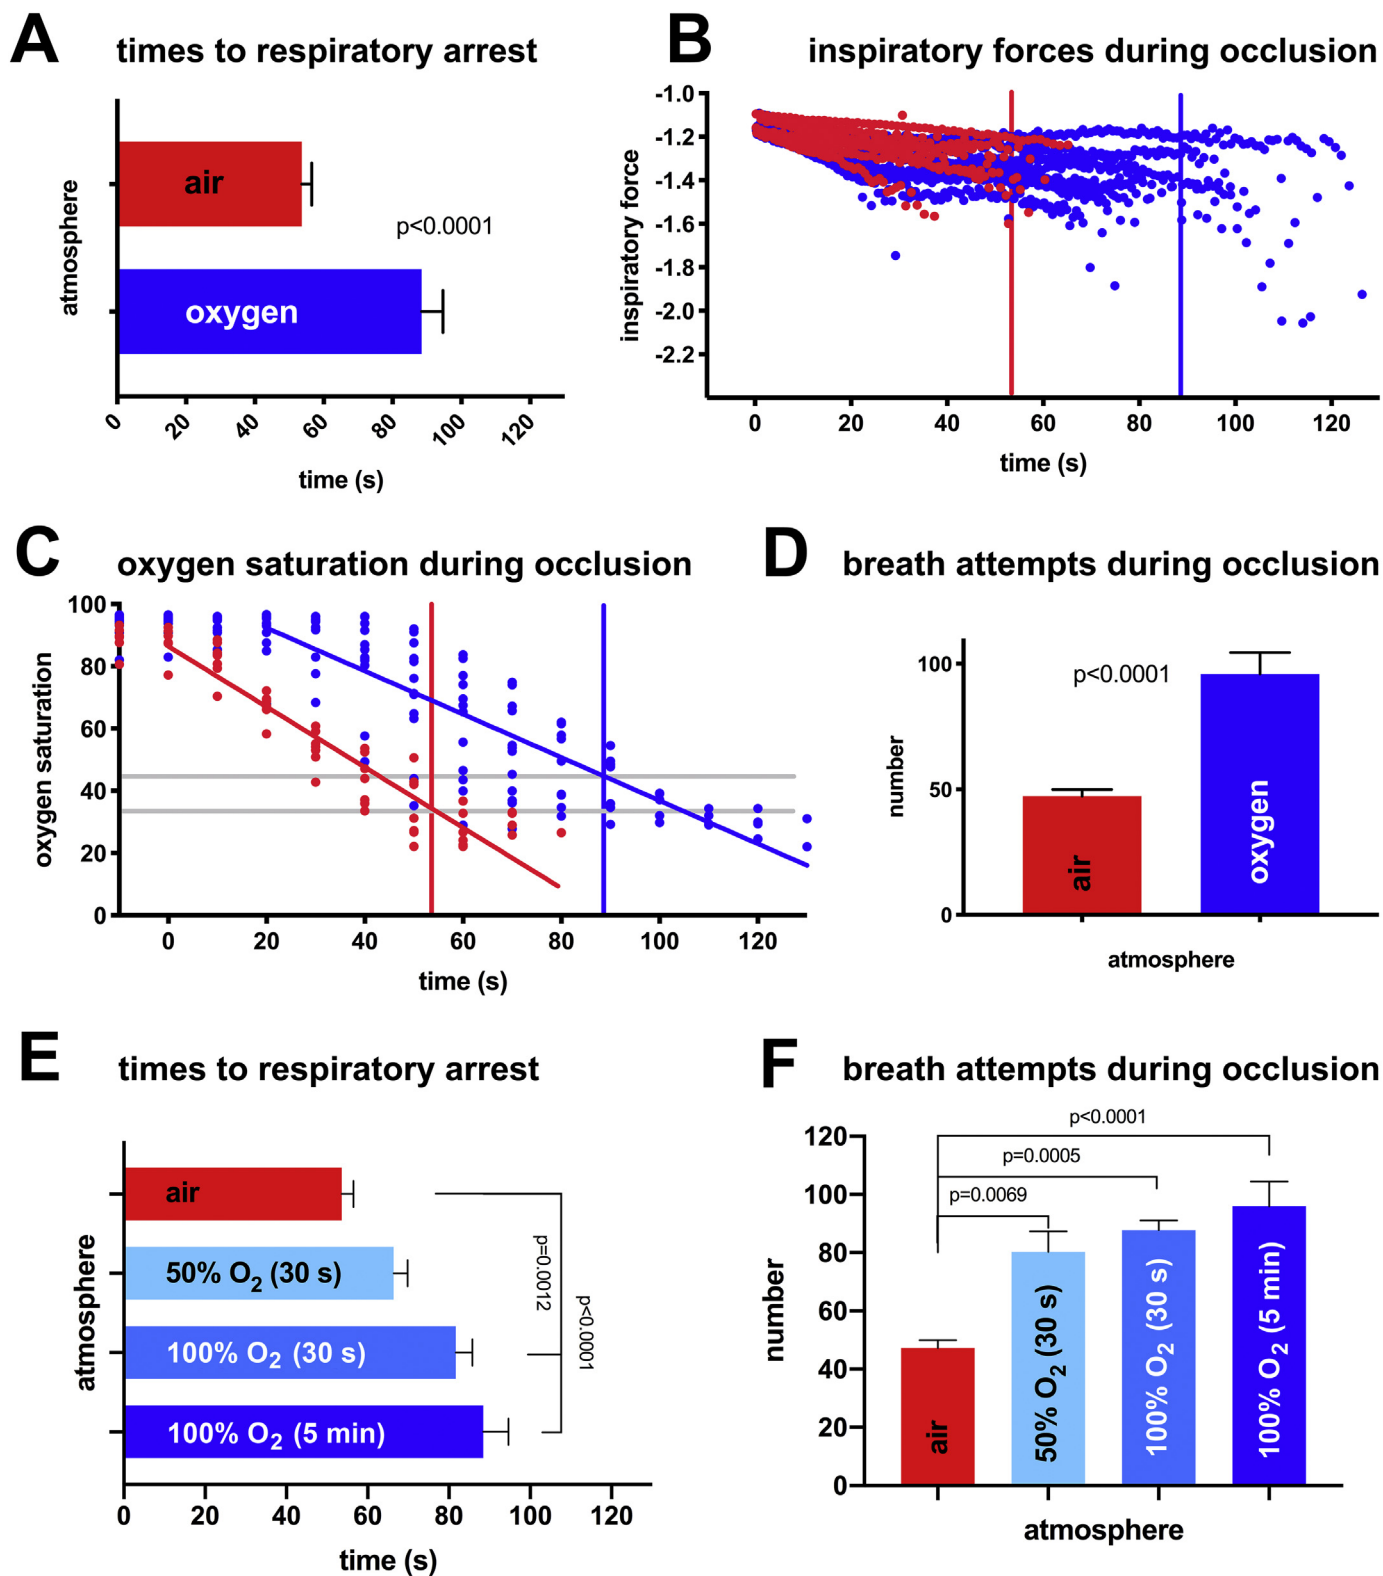 A times to respiratory arrest
atmosphere
air
p<0.0001
oxygen
0 20 40 60 80 100 120
time (s)
B inspiratory forces during occlusion
inspiratory force
-1.0
-1.2
-1.4
-1.6
-1.8
-2.0
-2.2
0 20 40 60 80 100 120
time (s)
C oxygen saturation during occlusion
oxygen saturation
100
80
60
40
20
0
0 20 40 60 80 100 120
time (s)
D breath attempts during occlusion
number
100
50
0
p<0.0001
air
oxygen
atmosphere
E times to respiratory arrest
atmosphere
air
50% O2 (30 s)
100% O2 (30 s)
100% O2 (5 min)
p=0.0012
p<0.0001
0 20 40 60 80 100 120
time (s)
F breath attempts during occlusion
number
120
100
80
60
40
20
0
p<0.0001
p=0.0005
p=0.0069
air
50% O2 (30 s)
100% O2 (30 s)
100% O2 (5 min)
atmosphere